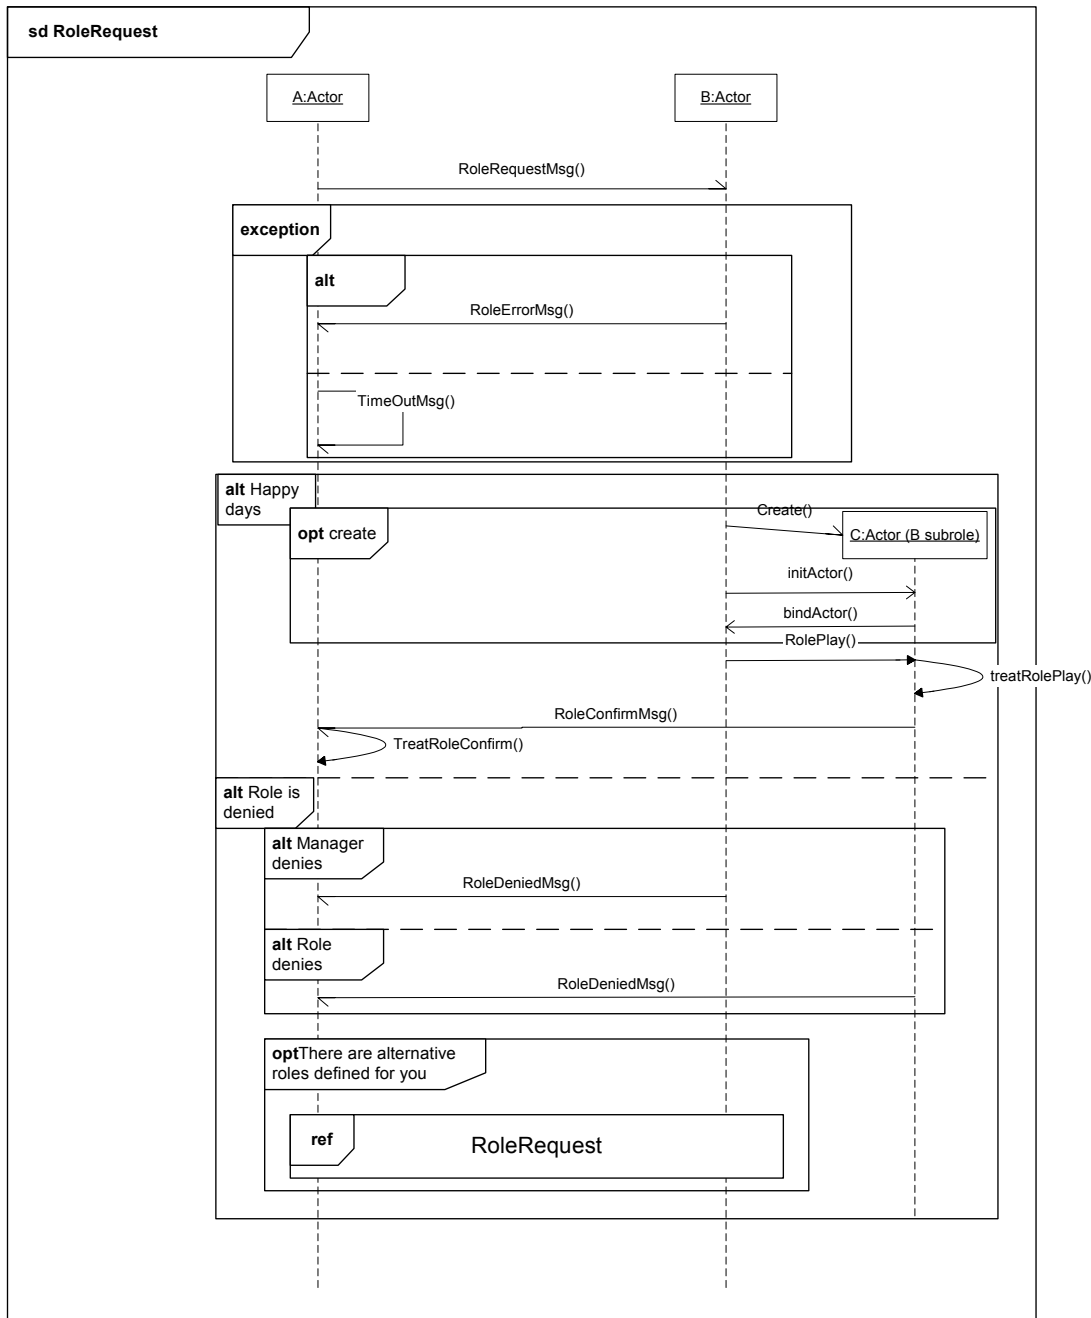 sd RoleRequest
A:Actor
B:Actor
RoleRequestMsg()
exception
alt
RoleErrorMsg()
TimeOutMsg()
alt Happy
days
opt create
Create()
C:Actor (B subrole)
initActor()
bindActor()
RolePlay()
treatRolePlay()
RoleConfirmMsg()
TreatRoleConfirm()
alt Role is
denied
alt Manager
denies
RoleDeniedMsg()
alt Role
denies
RoleDeniedMsg()
optThere are alternative
roles defined for you
ref
RoleRequest